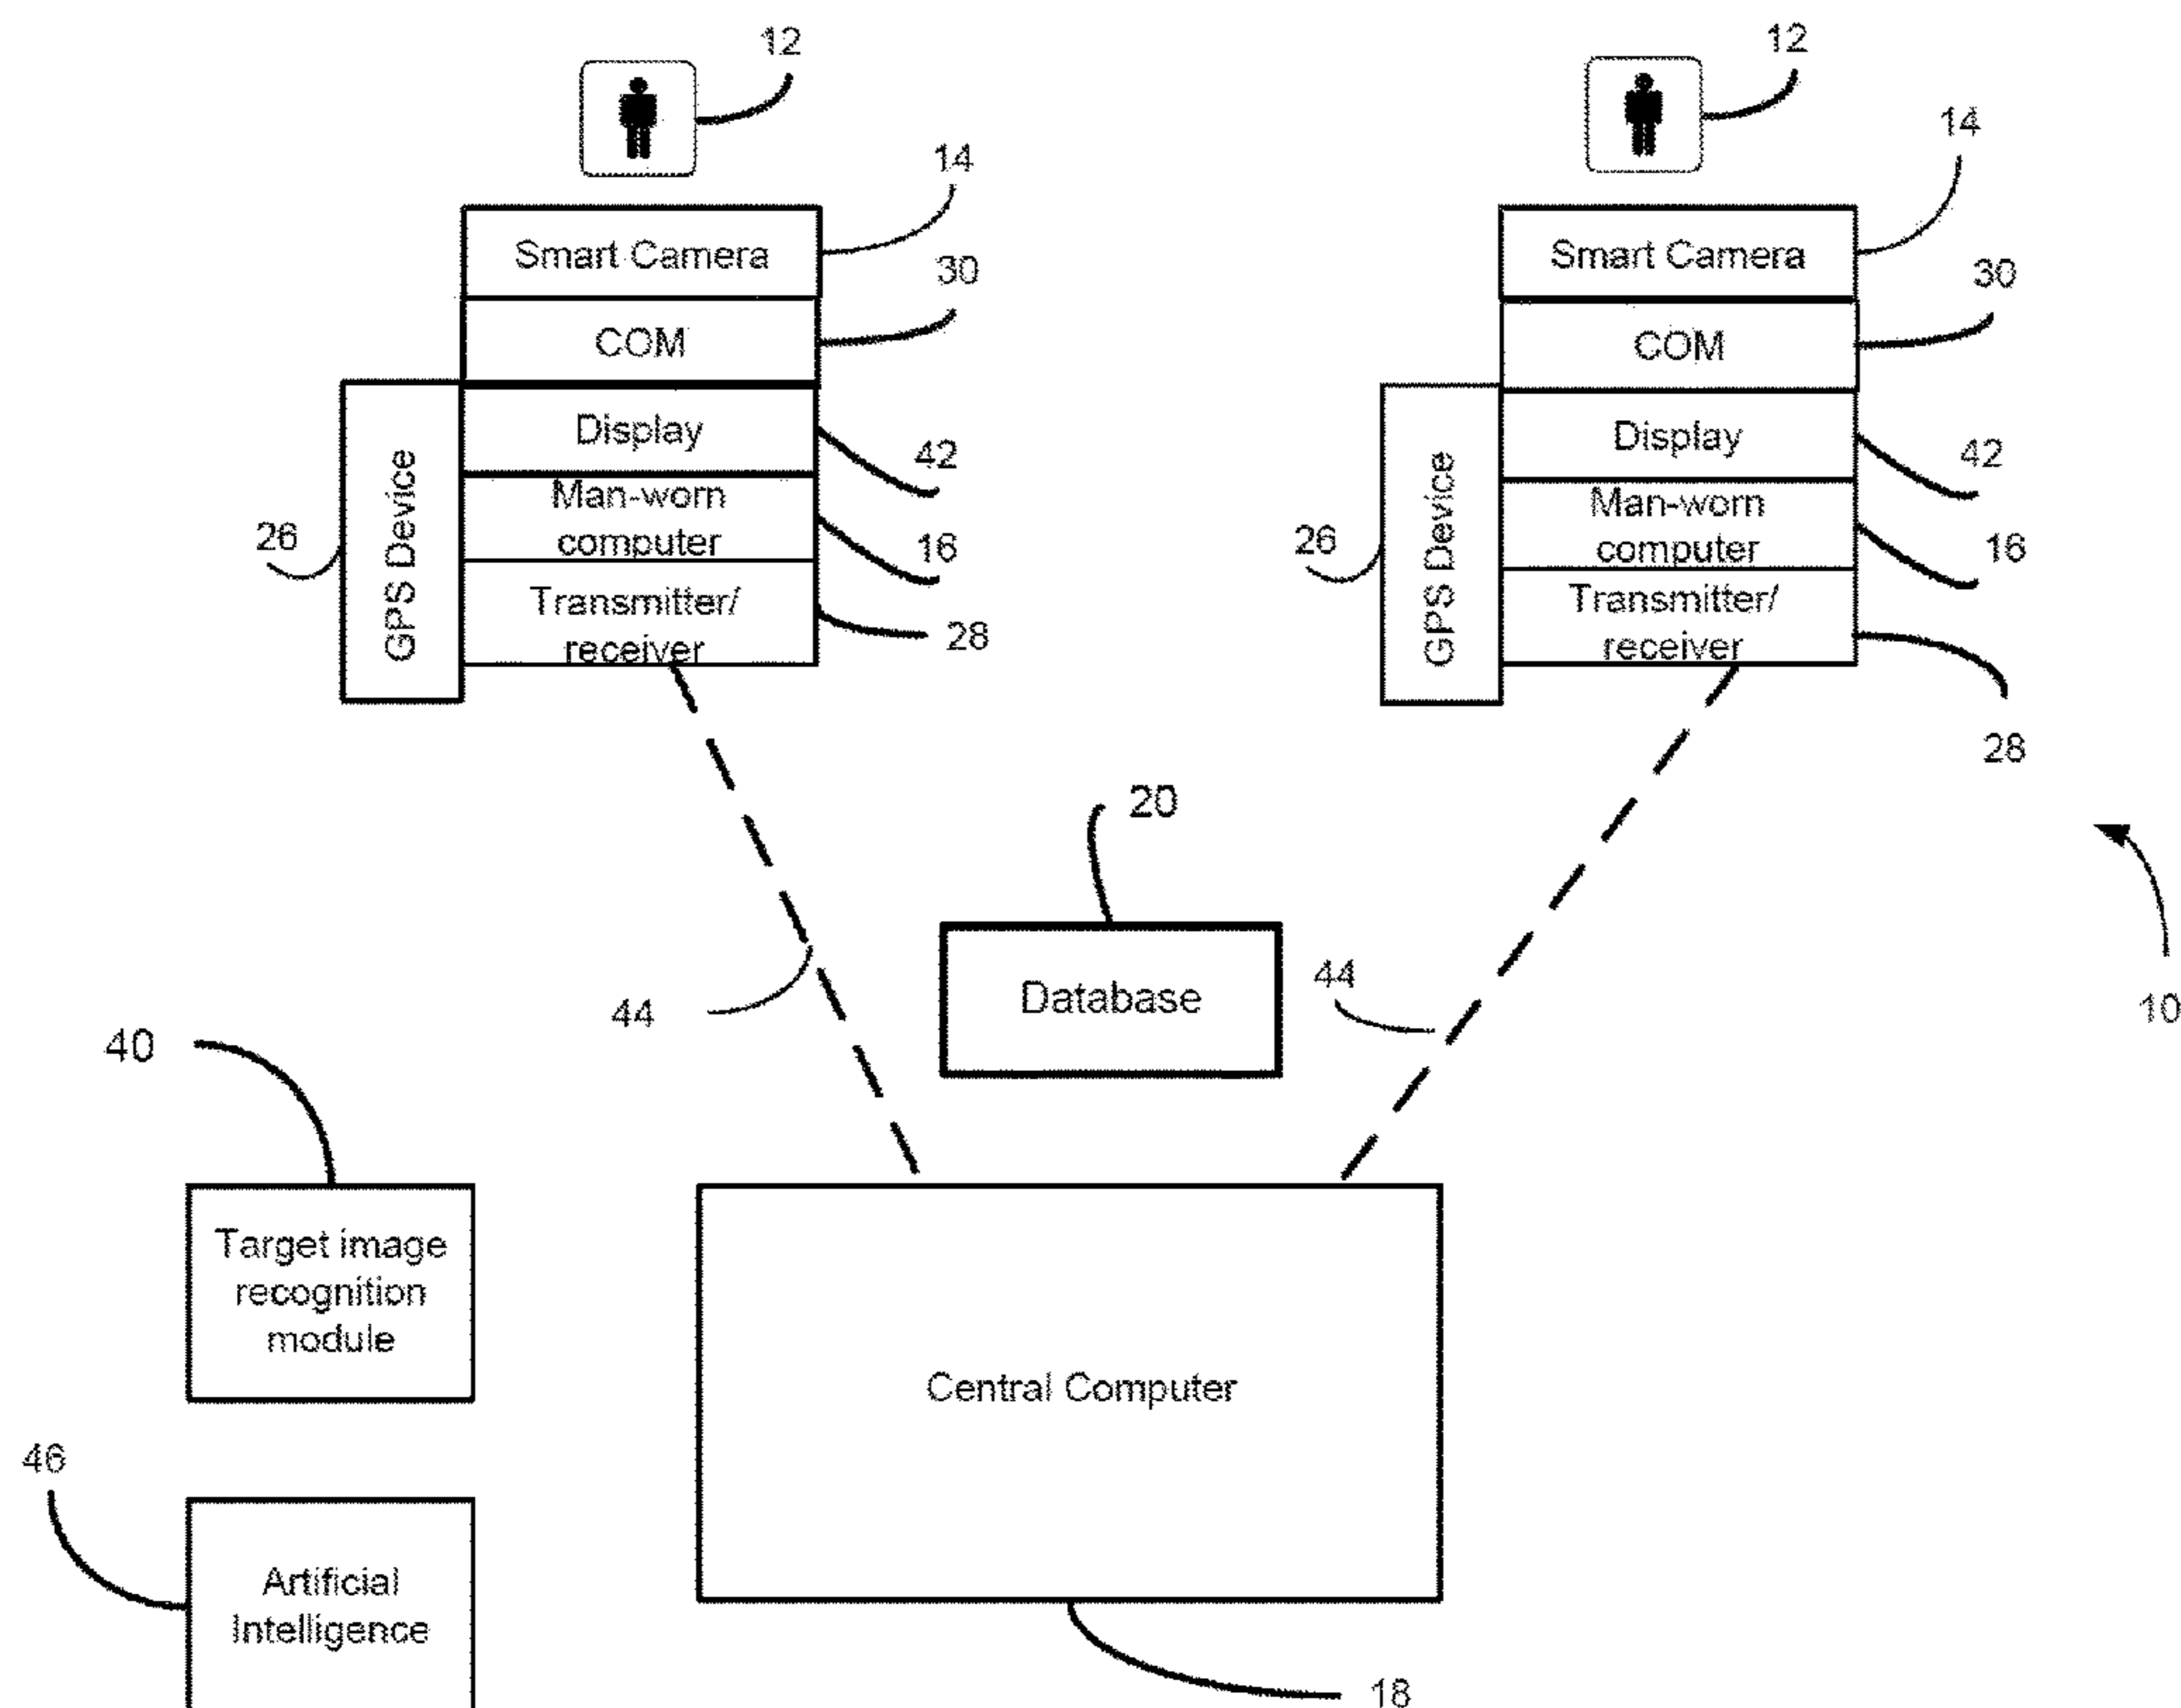 12
14
Smart Camera
30
COM
Display
42
Man-worn
computer
16
Transmitter/
receiver
28
GPS Device
26
12
14
Smart Camera
30
COM
Display
42
Man-worn
computer
16
Transmitter/
receiver
28
GPS Device
26
20
Database
44
44
10
40
Target image
recognition
module
Central Computer
46
Artificial
Intelligence
18